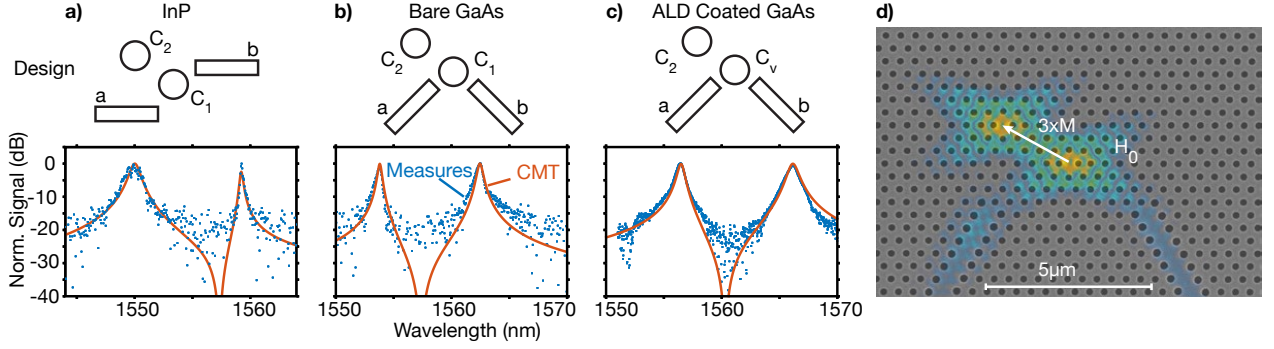 a) InP
b) Bare GaAs
c) ALD Coated GaAs
d)
Design
C2
b
a
C1
C2
C1
a
b
C2
Cv
a
b
Norm. Signal (dB)
0
-10
-20
-30
-40
1550
1560
Measures
CMT
1550
1560
1570
1550
1560
1570
Wavelength (nm)
3xM
H0
5μm